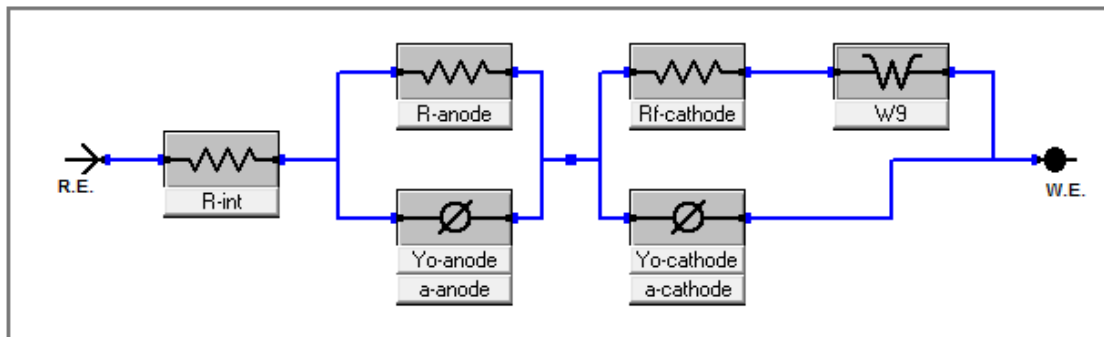 R-anode
Rf-cathode
W9
R.E.
R-int
W.E.
Yo-anode
a-anode
Yo-cathode
a-cathode